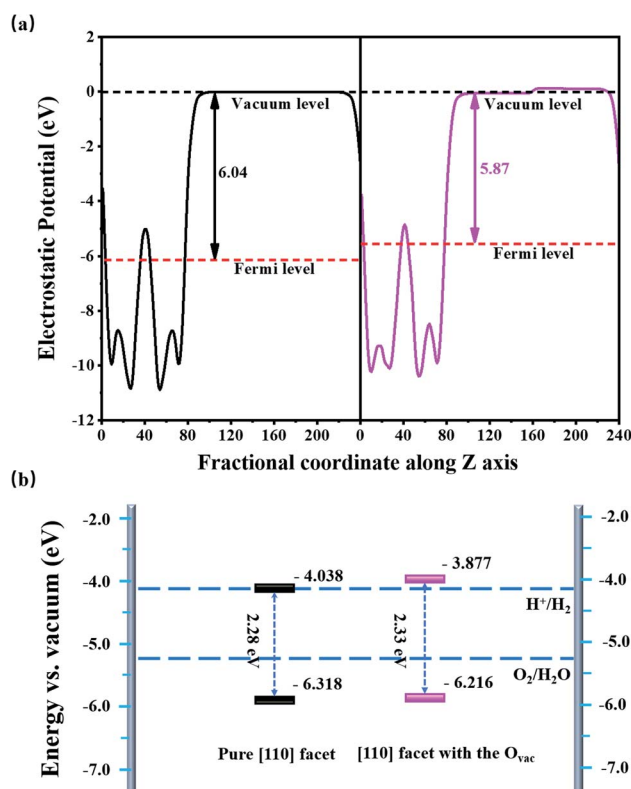 (a)
Electrostatic Potential (eV)
2
0
-2
-4
-6
-8
-10
-12
Vacuum level
6.04
Fermi level
Vacuum level
5.87
Fermi level
0 40 80 120 160 200 0 40 80 120 160 200 240
Fractional coordinate along Z axis
(b)
Energy vs. vacuum (eV)
-2.0
-4.0
-5.0
-6.0
-7.0
- 4.038
2.28 eV
- 6.318
- 3.877
2.33 eV
- 6.216
H⁺/H₂
O₂/H₂O
Pure [110] facet
[110] facet with the Oᵥₐc
-2.0
-4.0
-5.0
-6.0
-7.0